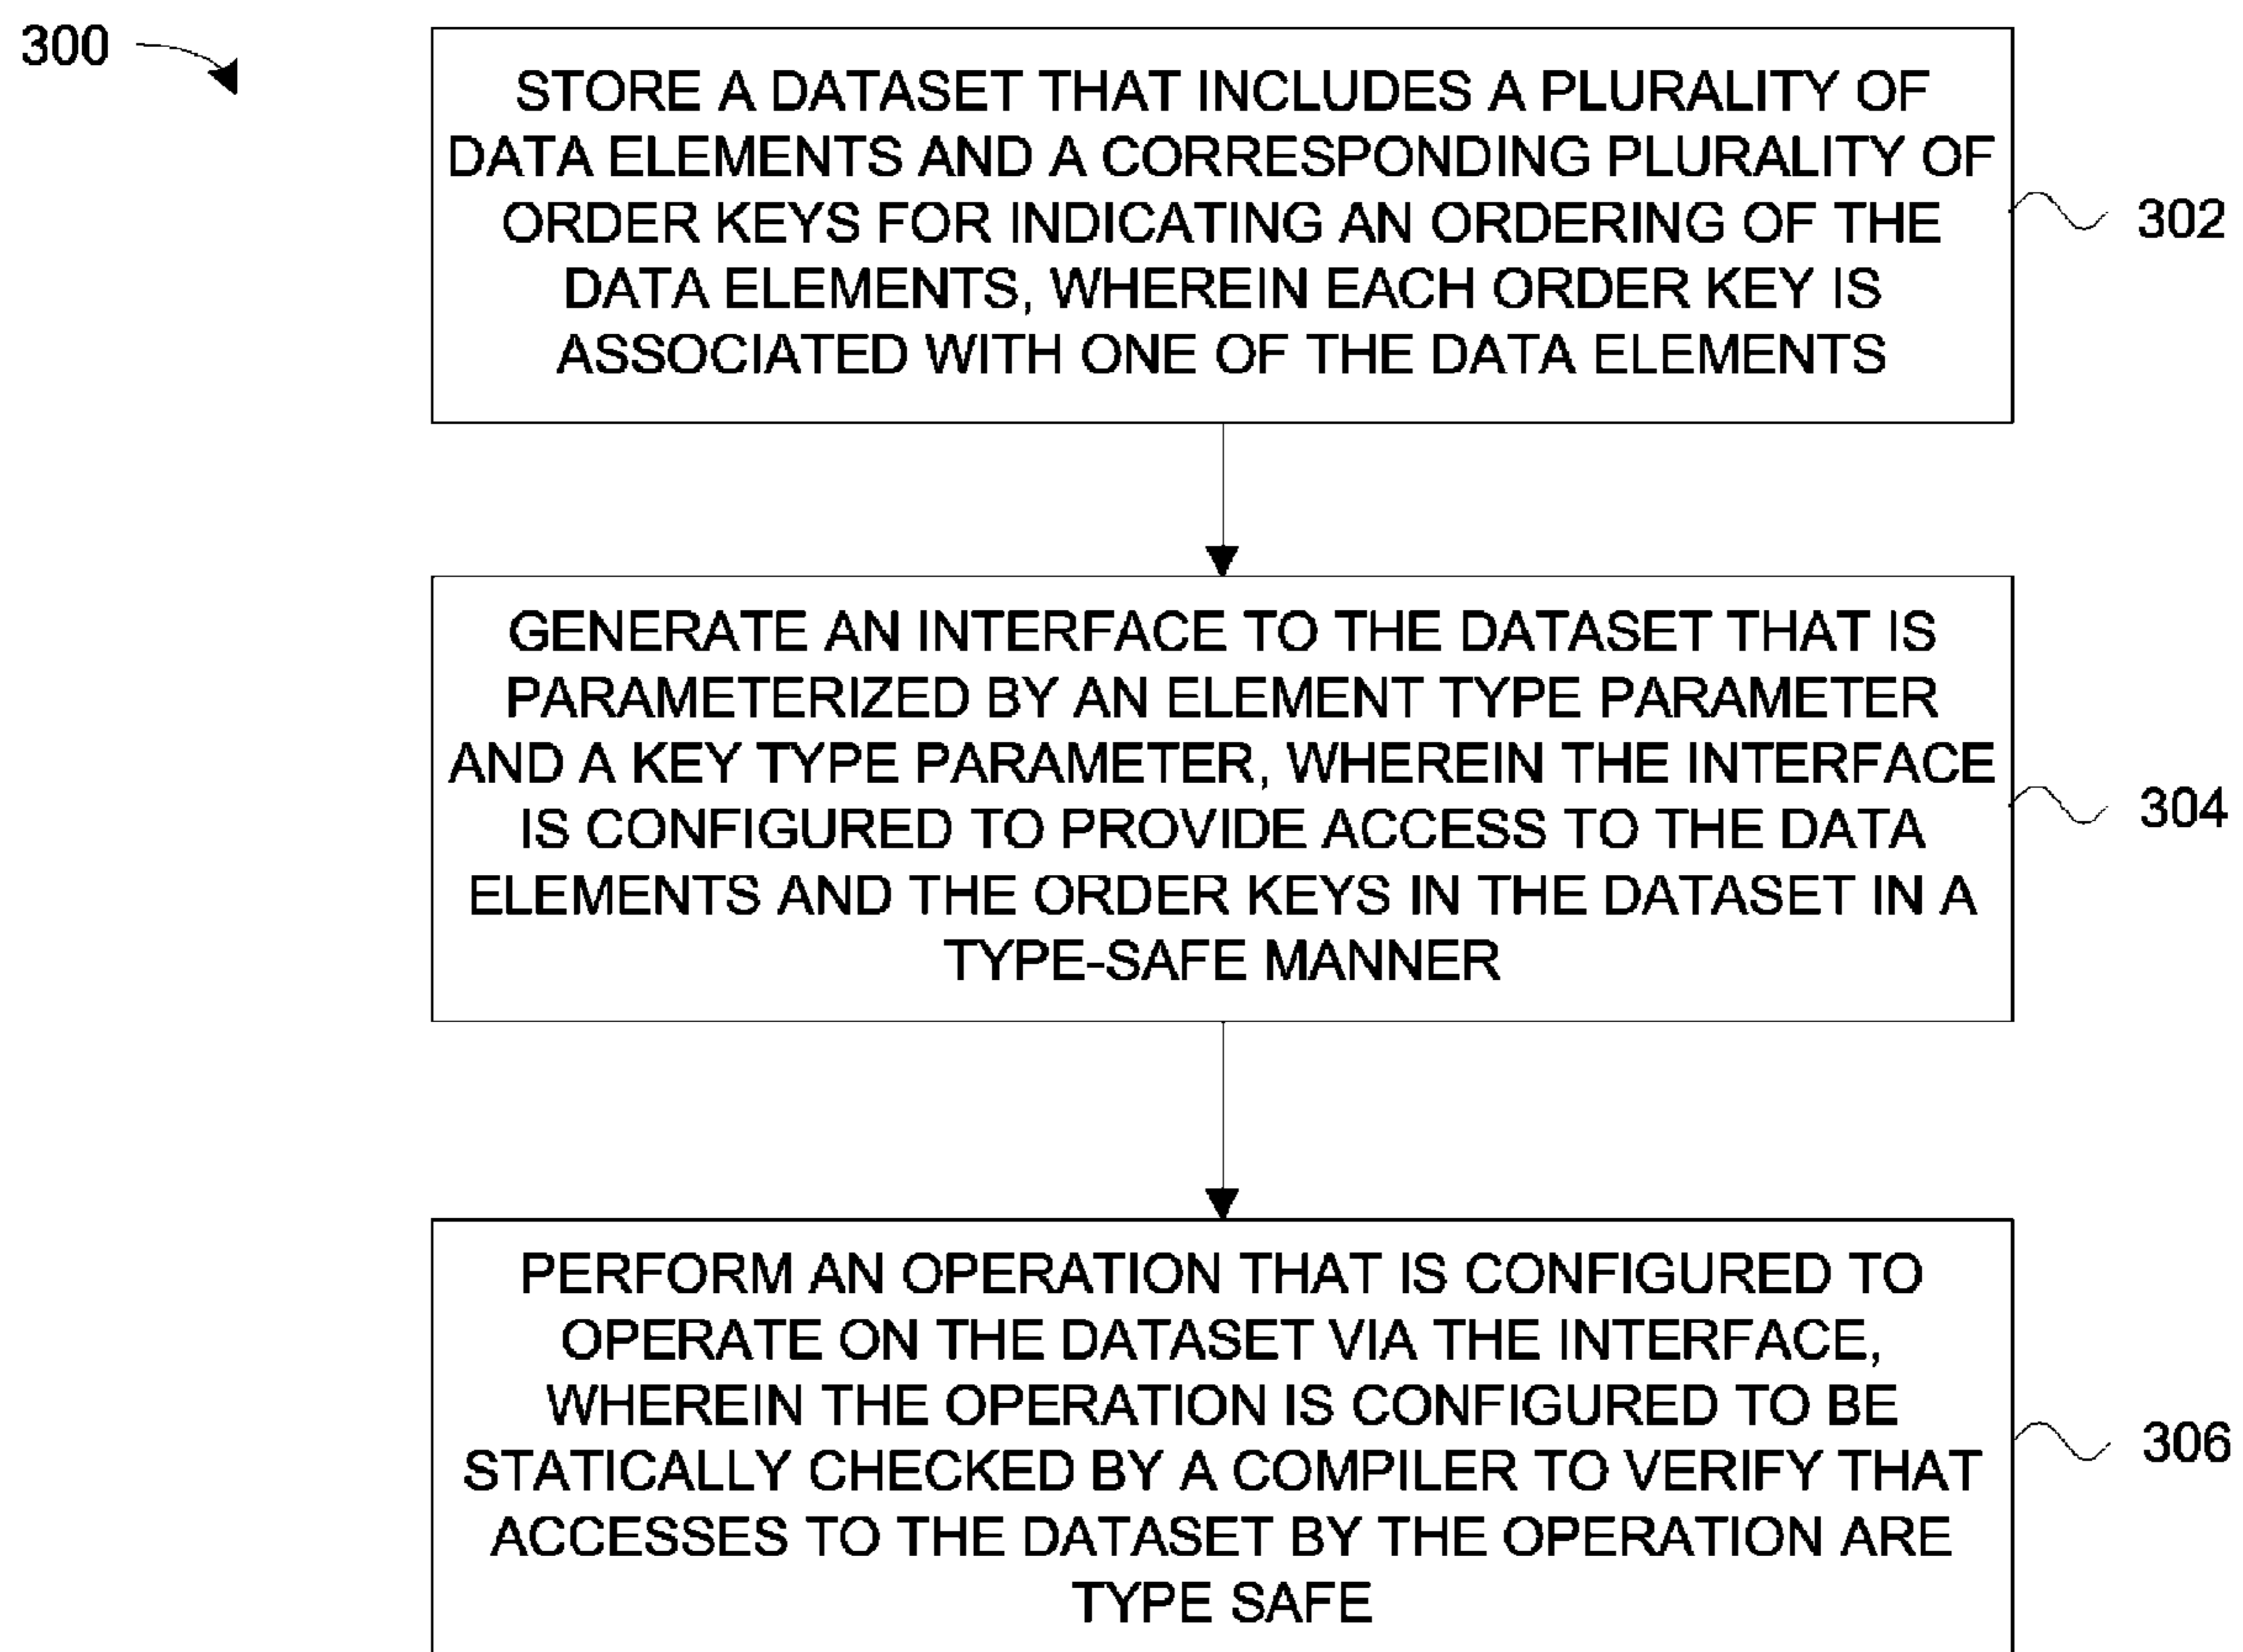 300
STORE A DATASET THAT INCLUDES A PLURALITY OF
DATA ELEMENTS AND A CORRESPONDING PLURALITY OF
ORDER KEYS FOR INDICATING AN ORDERING OF THE
DATA ELEMENTS, WHEREIN EACH ORDER KEY IS
ASSOCIATED WITH ONE OF THE DATA ELEMENTS
302
GENERATE AN INTERFACE TO THE DATASET THAT IS
PARAMETERIZED BY AN ELEMENT TYPE PARAMETER
AND A KEY TYPE PARAMETER, WHEREIN THE INTERFACE
IS CONFIGURED TO PROVIDE ACCESS TO THE DATA
ELEMENTS AND THE ORDER KEYS IN THE DATASET IN A
TYPE-SAFE MANNER
304
PERFORM AN OPERATION THAT IS CONFIGURED TO
OPERATE ON THE DATASET VIA THE INTERFACE,
WHEREIN THE OPERATION IS CONFIGURED TO BE
STATICALLY CHECKED BY A COMPILER TO VERIFY THAT
ACCESSES TO THE DATASET BY THE OPERATION ARE
TYPE SAFE
306